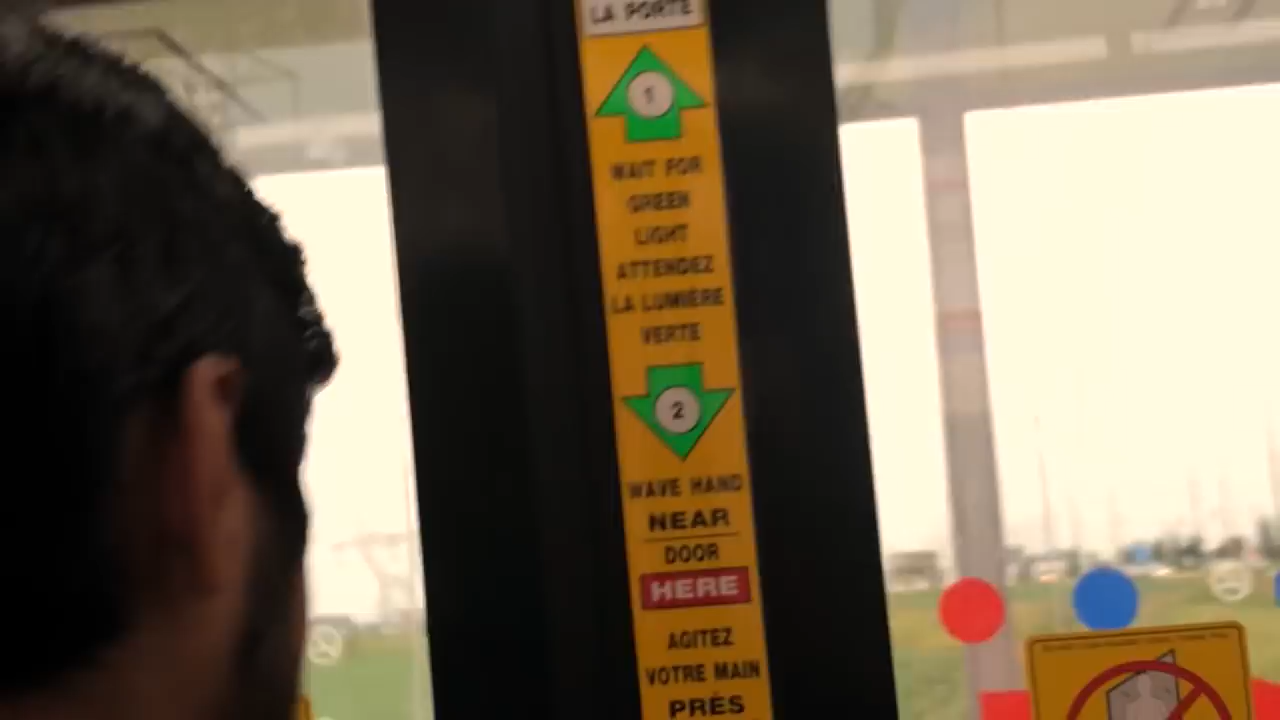 LA PORTE
1
WAIT FOR
GREEN
LIGHT
ATTENDEZ
LA LUMIÈRE
VERTE
2
WAVE HAND
NEAR
DOOR
HERE
AGITEZ
VOTRE MAIN
PRÈS